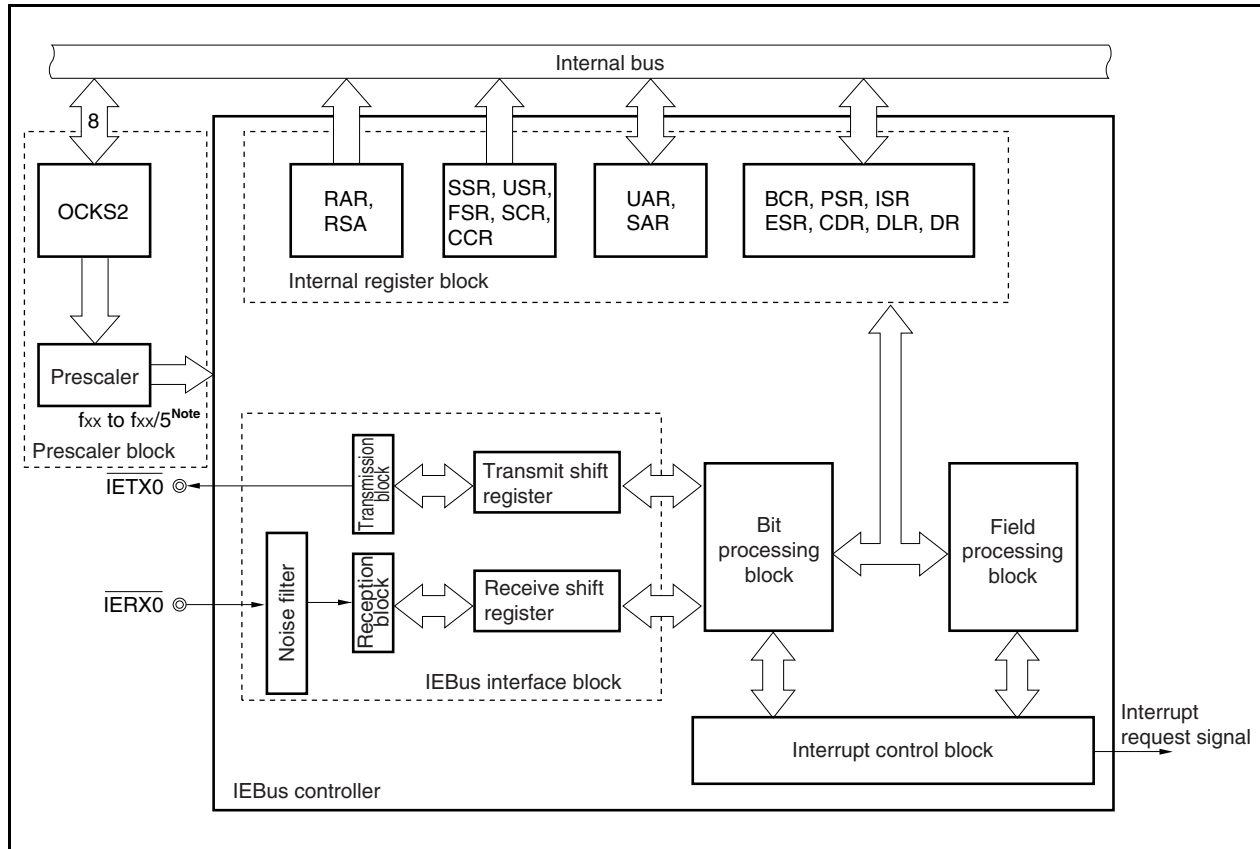 Internal bus
8
OCKS2
Prescaler
fxx to fxx/5Note
Prescaler block
RAR,
RSA
SSR, USR,
FSR, SCR,
CCR
UAR,
SAR
BCR, PSR, ISR
ESR, CDR, DLR, DR
Internal register block
IETX0
IERX0
Noise filter
Transmission
block
Reception
block
Transmit shift
register
Receive shift
register
IEBus interface block
Bit
processing
block
Field
processing
block
Interrupt control block
Interrupt
request signal
IEBus controller